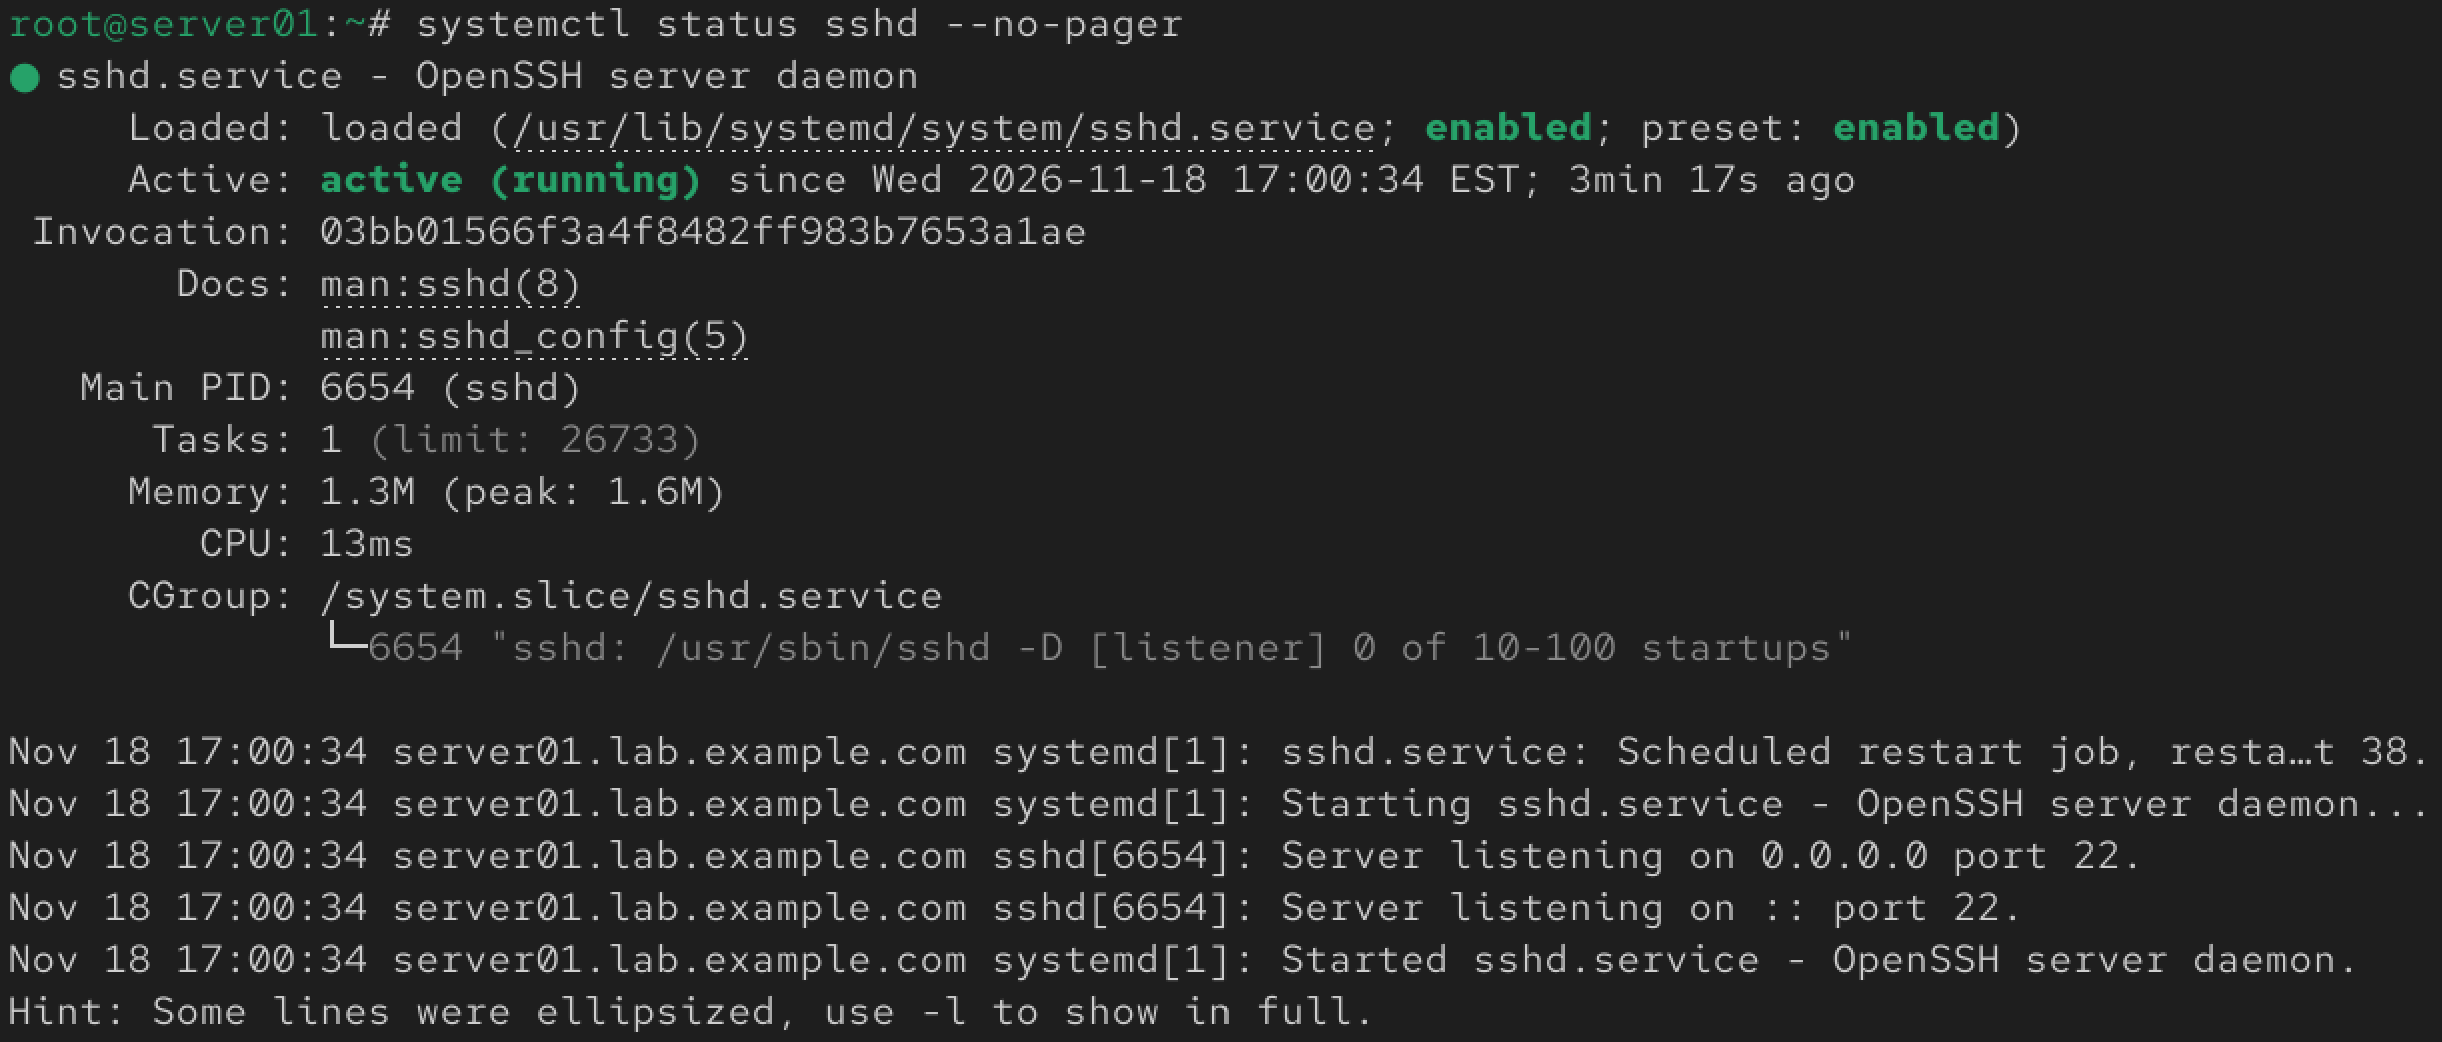 root@server01:~# systemctl status sshd --no-pager
● sshd.service - OpenSSH server daemon
     Loaded: loaded (/usr/lib/systemd/system/sshd.service; enabled; preset: enabled)
     Active: active (running) since Wed 2026-11-18 17:00:34 EST; 3min 17s ago
 Invocation: 03bb01566f3a4f8482ff983b7653a1ae
       Docs: man:sshd(8)
             man:sshd_config(5)
   Main PID: 6654 (sshd)
      Tasks: 1 (limit: 26733)
     Memory: 1.3M (peak: 1.6M)
        CPU: 13ms
     CGroup: /system.slice/sshd.service
             └─6654 "sshd: /usr/sbin/sshd -D [listener] 0 of 10-100 startups"

Nov 18 17:00:34 server01.lab.example.com systemd[1]: sshd.service: Scheduled restart job, resta…t 38.
Nov 18 17:00:34 server01.lab.example.com systemd[1]: Starting sshd.service - OpenSSH server daemon...
Nov 18 17:00:34 server01.lab.example.com sshd[6654]: Server listening on 0.0.0.0 port 22.
Nov 18 17:00:34 server01.lab.example.com sshd[6654]: Server listening on :: port 22.
Nov 18 17:00:34 server01.lab.example.com systemd[1]: Started sshd.service - OpenSSH server daemon.
Hint: Some lines were ellipsized, use -l to show in full.